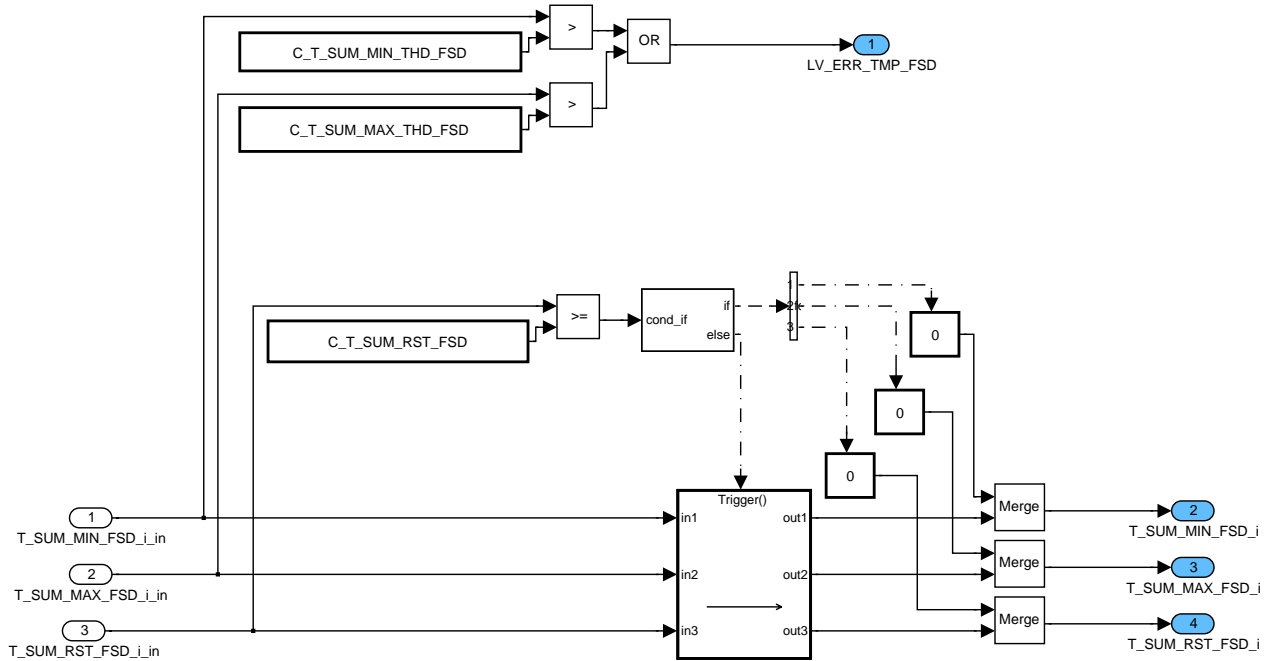 >
C_T_SUM_MIN_THD_FSD
OR
1
LV_ERR_TMP_FSD
>
C_T_SUM_MAX_THD_FSD
1
if
2
3
>=
cond_if
else
C_T_SUM_RST_FSD
0
0
0
Trigger()
1
T_SUM_MIN_FSD_i_in
in1
out1
Merge
2
T_SUM_MIN_FSD_i
2
T_SUM_MAX_FSD_i_in
in2
out2
Merge
3
T_SUM_MAX_FSD_i
3
T_SUM_RST_FSD_i_in
in3
out3
Merge
4
T_SUM_RST_FSD_i